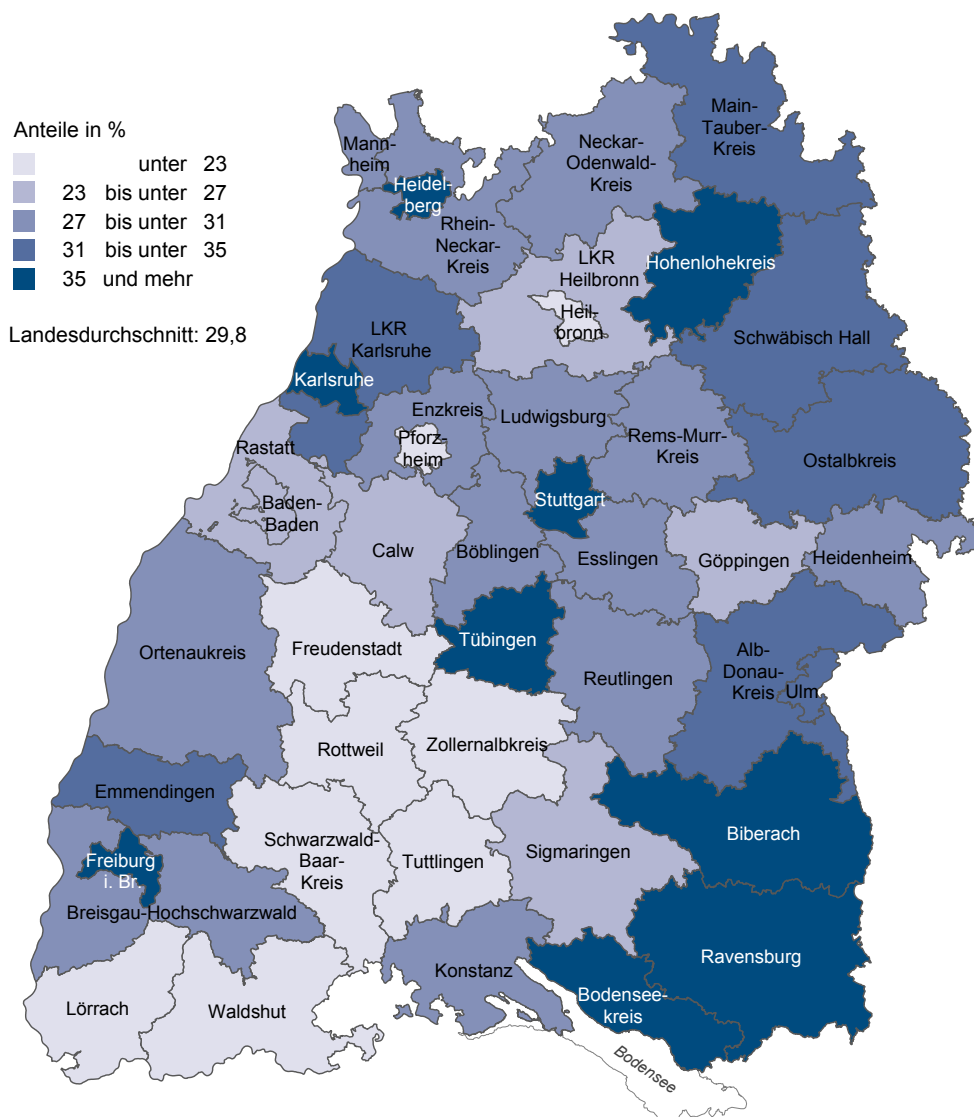 Anteile in %
unter 23
23 bis unter 27
27 bis unter 31
31 bis unter 35
35 und mehr
Landesdurchschnitt: 29,8
Main-
Tauber-
Kreis
Neckar-
Odenwald-
Kreis
Mann-
heim
Heidel-
berg
Rhein-
Neckar-
Kreis
LKR
Heilbronn
Heil-
bronn
Hohenlohekreis
Schwäbisch Hall
LKR
Karlsruhe
Karlsruhe
Enzkreis
Pforz-
heim
Ludwigsburg
Rems-Murr-
Kreis
Ostalbkreis
Rastatt
Baden-
Baden
Calw
Böblingen
Stuttgart
Esslingen
Göppingen
Heidenheim
Ortenaukreis
Freudenstadt
Tübingen
Reutlingen
Alb-
Donau-
Kreis
Ulm
Rottweil
Zollernalbkreis
Emmendingen
Schwarzwald-
Baar-
Kreis
Tuttlingen
Sigmaringen
Biberach
Freiburg
i. Br.
Breisgau-Hochschwarzwald
Lörrach
Waldshut
Konstanz
Bodensee-
kreis
Ravensburg
Bodensee